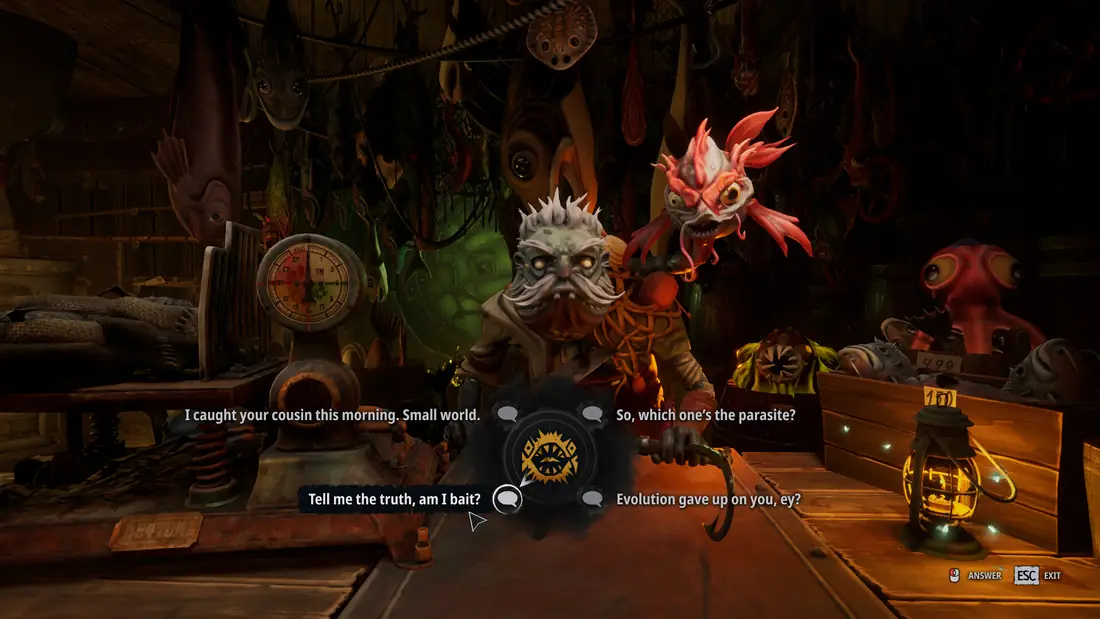 499
I caught your cousin this morning. Small world.
So, which one's the parasite?
Tell me the truth, am I bait?
Evolution gave up on you, ey?
ANSWER
ESC EXIT